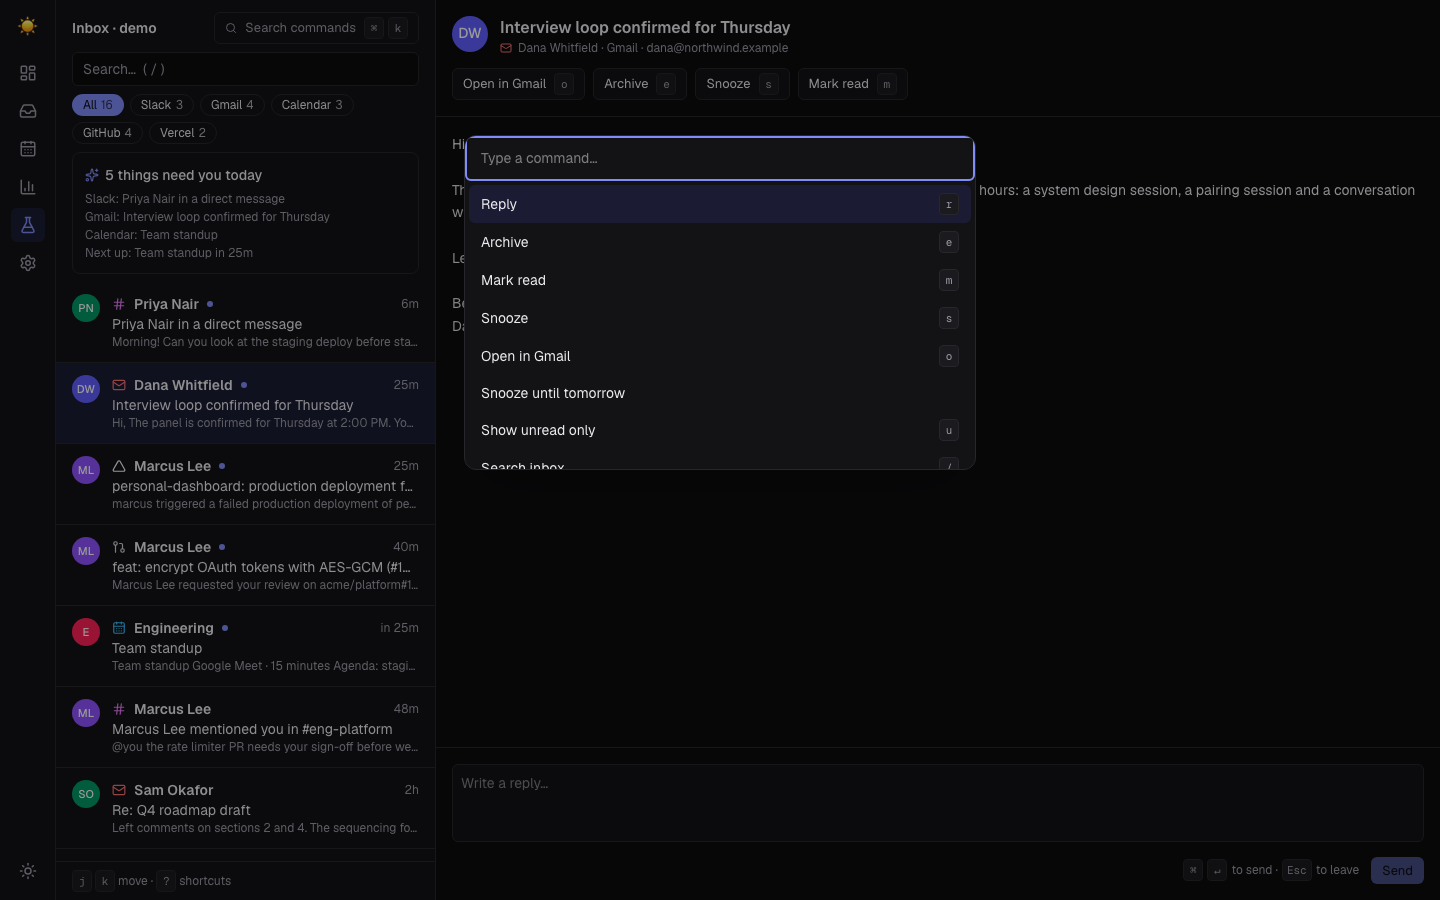 Inbox · demo
Search commands ⌘ k
Search... ( / )
All 16
Slack 3
Gmail 4
Calendar 3
GitHub 4
Vercel 2
5 things need you today
Slack: Priya Nair in a direct message
Gmail: Interview loop confirmed for Thursday
Calendar: Team standup
Next up: Team standup in 25m
PN
Priya Nair
6m
Priya Nair in a direct message
Morning! Can you look at the staging deploy before sta...
DW
Dana Whitfield
25m
Interview loop confirmed for Thursday
Hi, The panel is confirmed for Thursday at 2:00 PM. Yo...
ML
Marcus Lee
25m
personal-dashboard: production deployment f...
marcus triggered a failed production deployment of pe...
ML
Marcus Lee
40m
feat: encrypt OAuth tokens with AES-GCM (#1...
Marcus Lee requested your review on acme/platform#1...
E
Engineering
in 25m
Team standup
Team standup Google Meet · 15 minutes Agenda: stagi...
ML
Marcus Lee
48m
Marcus Lee mentioned you in #eng-platform
@you the rate limiter PR needs your sign-off before we...
SO
Sam Okafor
2h
Re: Q4 roadmap draft
Left comments on sections 2 and 4. The sequencing fo...
j k move · ? shortcuts
DW
Interview loop confirmed for Thursday
Dana Whitfield · Gmail · dana@northwind.example
Open in Gmail o
Archive e
Snooze s
Mark read m
Hi
Th
hours: a system design session, a pairing session and a conversation
w
Le
Be
Da
Type a command...
Reply r
Archive e
Mark read m
Snooze s
Open in Gmail o
Snooze until tomorrow
Show unread only u
Search inbox /
Write a reply...
⌘ ↵ to send · Esc to leave
Send